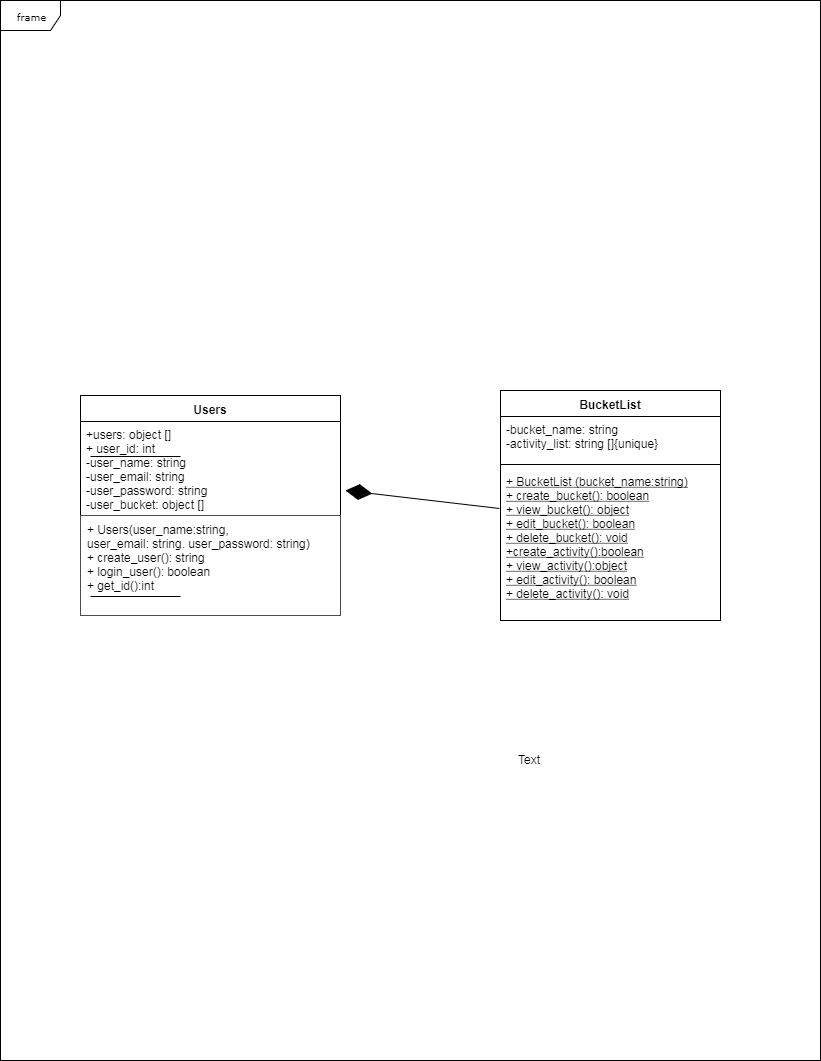 frame
Users
+users: object []
+ user_id: int
-user_name: string
-user_email: string
-user_password: string
-user_bucket: object []
+ Users(user_name:string,
user_email: string. user_password: string)
+ create_user(): string
+ login_user(): boolean
+ get_id():int
BucketList
-bucket_name: string
-activity_list: string []{unique}
+ BucketList (bucket_name:string)
+ create_bucket(): boolean
+ view_bucket(): object
+ edit_bucket(): boolean
+ delete_bucket(): void
+create_activity():boolean
+ view_activity():object
+ edit_activity(): boolean
+ delete_activity(): void
Text